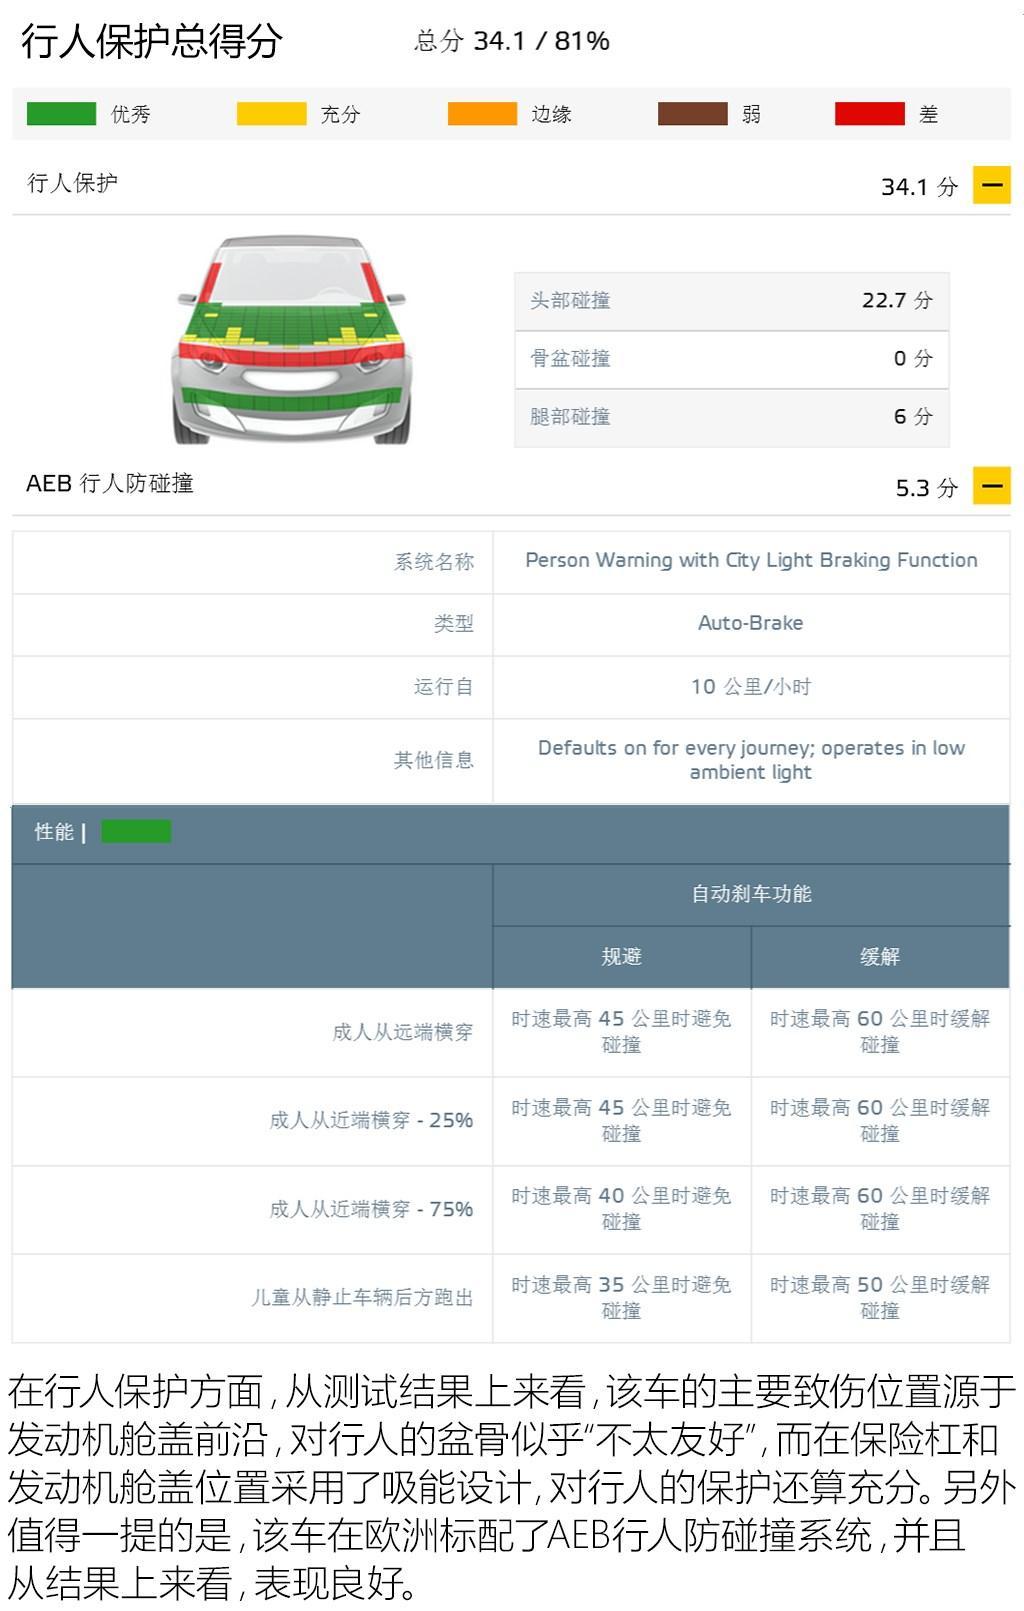 行人保护总得分
总分 34.1 / 81%
优秀
充分
边缘
弱
差
行人保护
34.1 分
头部碰撞
22.7 分
骨盆碰撞
0 分
腿部碰撞
6 分
AEB 行人防碰撞
5.3 分
系统名称
Person Warning with City Light Braking Function
类型
Auto-Brake
运行自
10 公里/小时
其他信息
Defaults on for every journey; operates in low
ambient light
性能 |
自动刹车功能
规避
缓解
成人从远端横穿
时速最高 45 公里时避免
碰撞
时速最高 60 公里时缓解
碰撞
成人从近端横穿 - 25%
时速最高 45 公里时避免
碰撞
时速最高 60 公里时缓解
碰撞
成人从近端横穿 - 75%
时速最高 40 公里时避免
碰撞
时速最高 60 公里时缓解
碰撞
儿童从静止车辆后方跑出
时速最高 35 公里时避免
碰撞
时速最高 50 公里时缓解
碰撞
在行人保护方面，从测试结果上来看，该车的主要致伤位置源于
发动机舱盖前沿，对行人的盆骨似乎“不太友好”，而在保险杠和
发动机舱盖位置采用了吸能设计，对行人的保护还算充分。另外
值得一提的是，该车在欧洲标配了AEB行人防碰撞系统，并且
从结果上来看，表现良好。